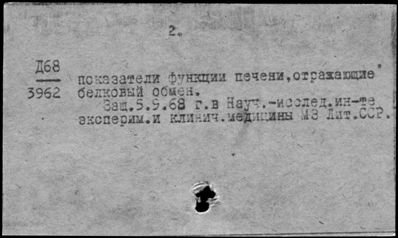 2.
Д68
3962
показатели функции печени,отражающие
белковый обмен.
Защ.5.9.68 г.в Науч.-исслед.ин-те
эксперим.и клинич.медицины МЗ Лит.ССР.